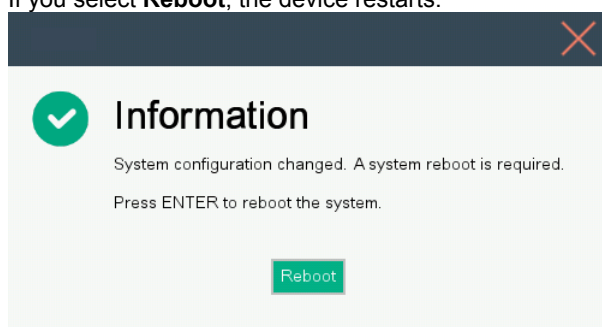 If you select Reboot, the device restarts.
Information
System configuration changed. A system reboot is required.
Press ENTER to reboot the system.
Reboot